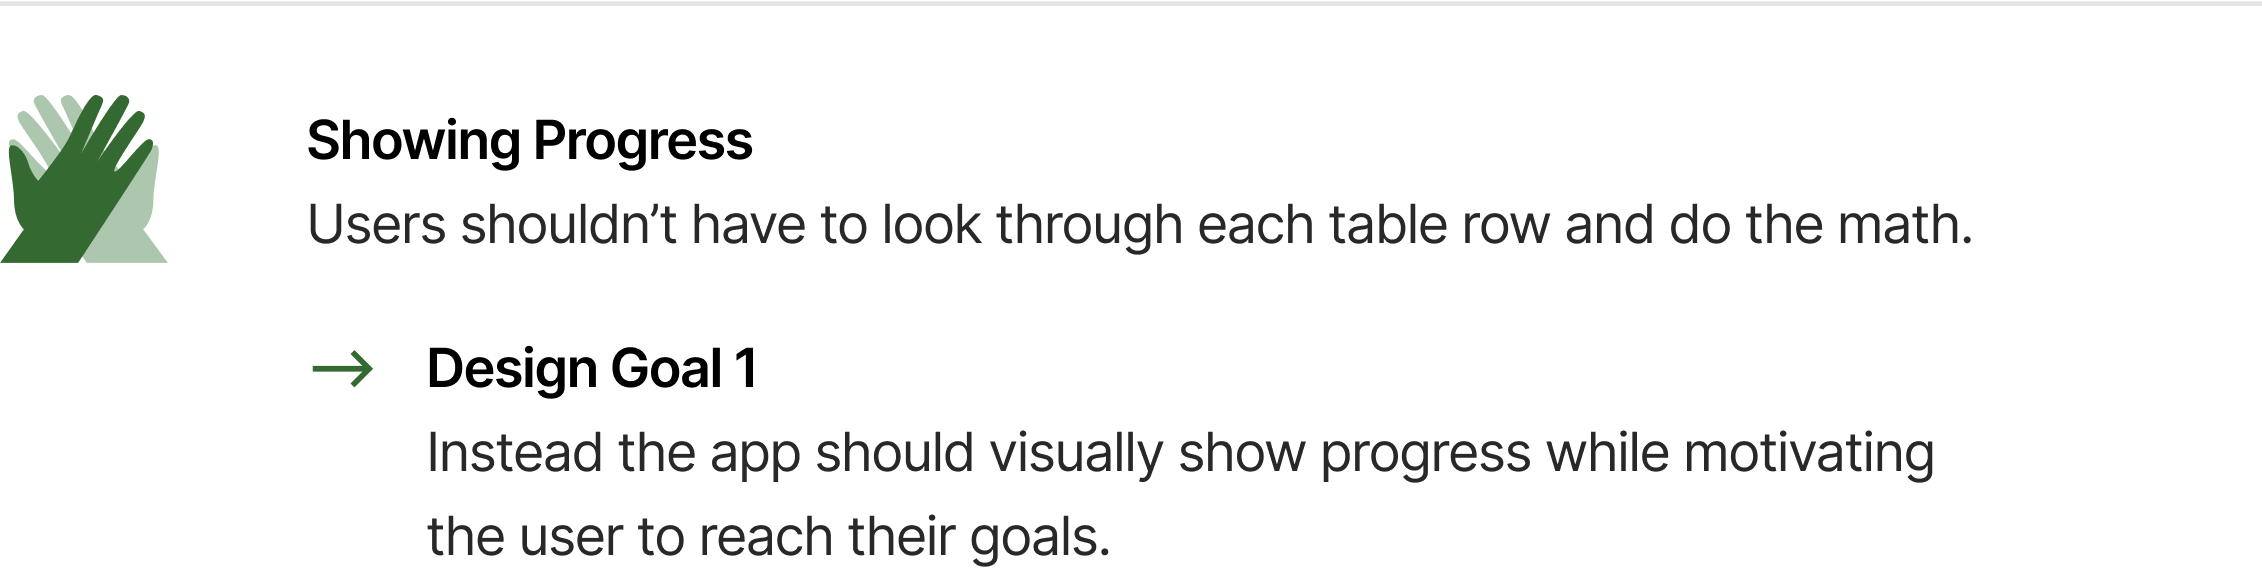 Showing Progress
Users shouldn’t have to look through each table row and do the math.
Design Goal 1
Instead the app should visually show progress while motivating
the user to reach their goals.